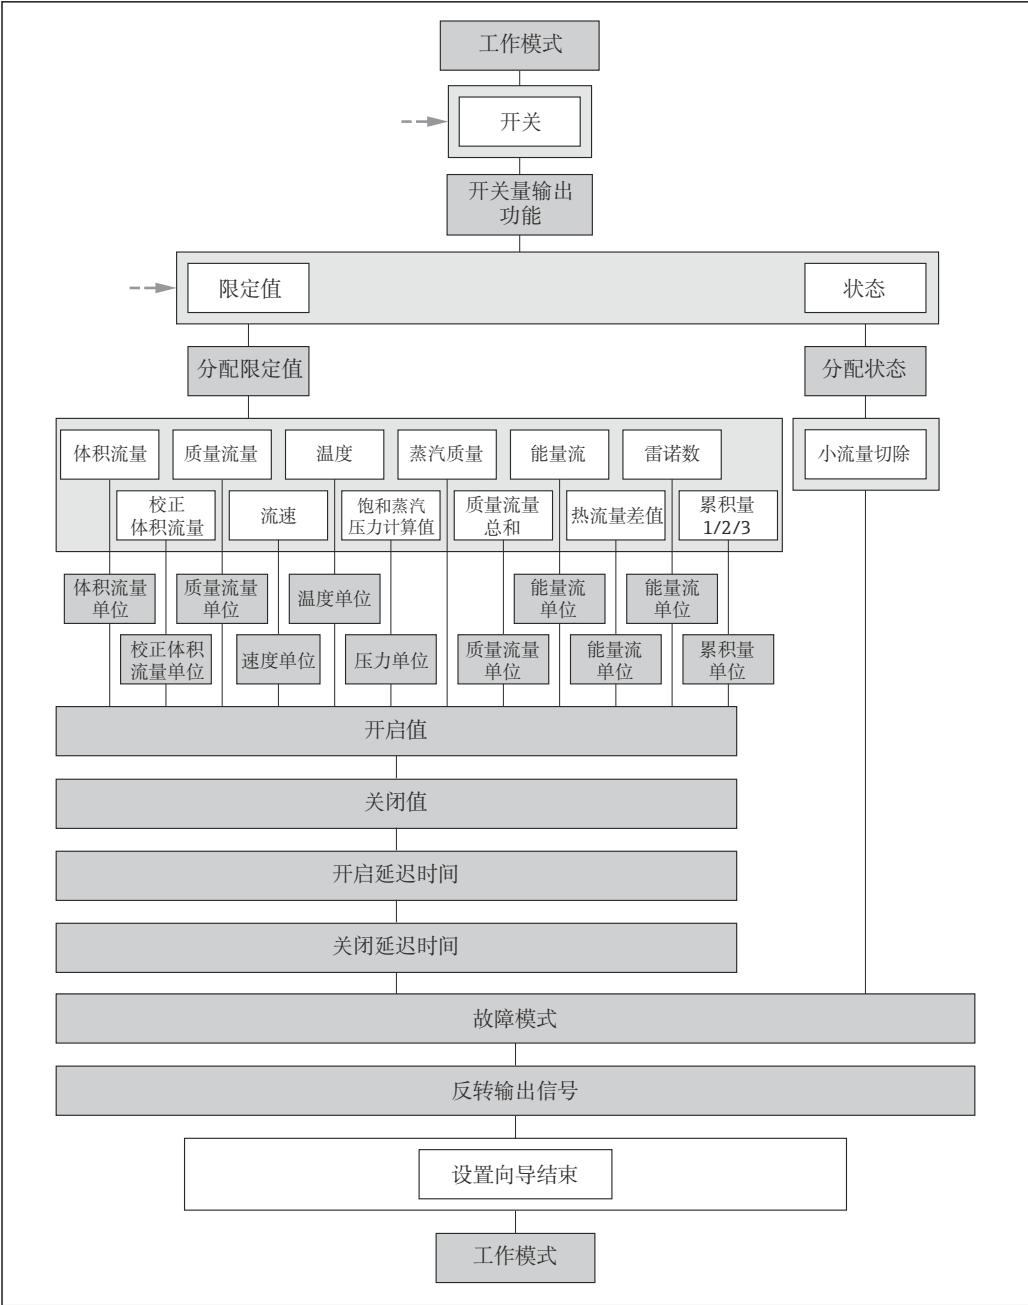 工作模式
开关
开关量输出
功能
限定值
状态
分配限定值
分配状态
体积流量
质量流量
温度
蒸汽质量
能量流
雷诺数
小流量切除
校正
体积流量
流速
饱和蒸汽
压力计算值
质量流量
总和
热流量差值
累积量
1/2/3
体积流量
单位
质量流量
单位
温度单位
能量流
单位
能量流
单位
校正体积
流量单位
速度单位
压力单位
质量流量
单位
能量流
单位
累积量
单位
开启值
关闭值
开启延迟时间
关闭延迟时间
故障模式
反转输出信号
设置向导结束
工作模式